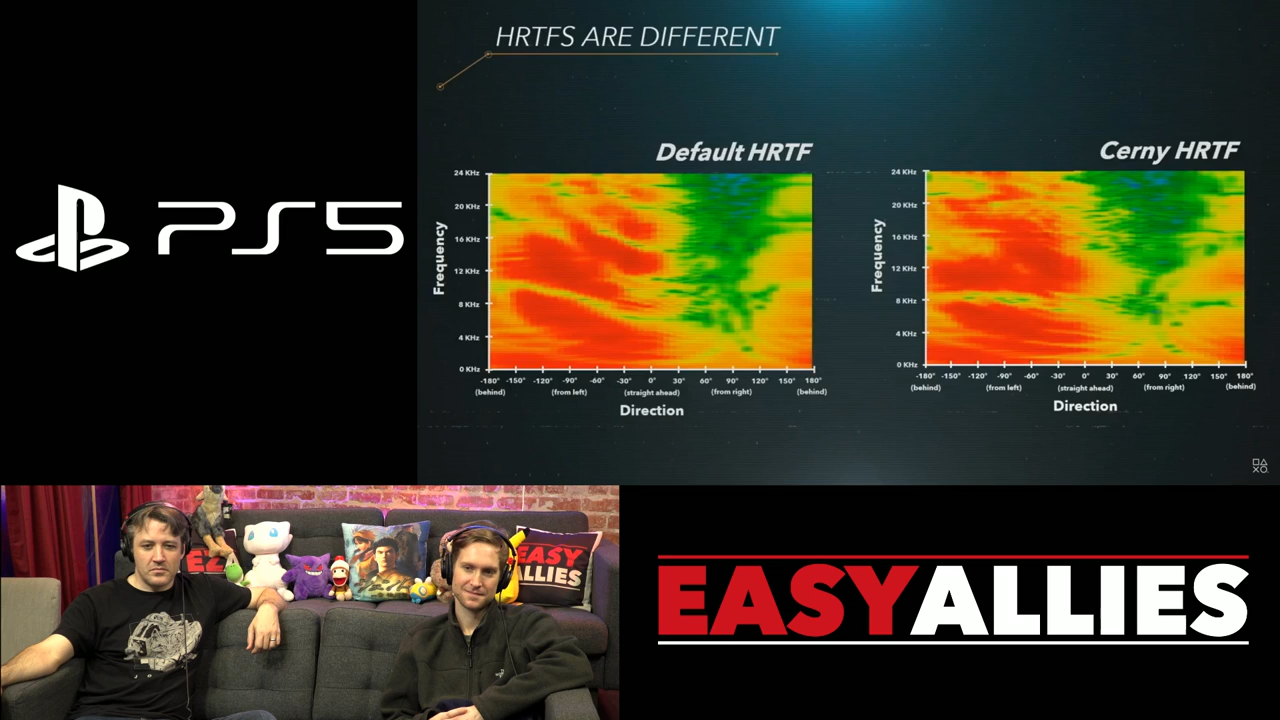 HRTFS ARE DIFFERENT
PS5
Default HRTF
24 KHz
20 KHz
16 KHz
12 KHz
8 KHz
4 KHz
0 KHz
Frequency
-180° -150° -120° -90° -60° -30° 0° 30° 60° 90° 120° 150° 180°
(behind) (from left) (straight ahead) (from right) (behind)
Direction
Cerny HRTF
24 KHz
20 KHz
16 KHz
12 KHz
8 KHz
4 KHz
0 KHz
Frequency
-180° -150° -120° -90° -60° -30° 0° 30° 60° 90° 120° 150° 180°
(behind) (from left) (straight ahead) (from right) (behind)
Direction
EZ
EASY
ALLIES
EASYALLIES